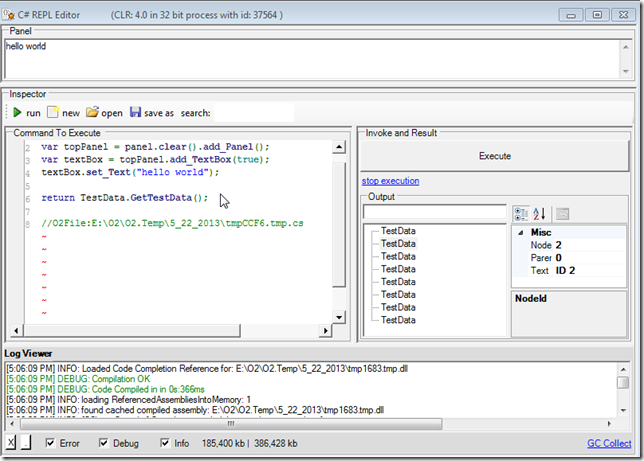 C# REPL Editor (CLR: 4.0 in 32 bit process with id: 37564 )
Panel
hello world
Inspector
run new open save as search:
Command To Execute
2 var topPanel = panel.clear().add_Panel();
3 var textBox = topPanel.add_TextBox(true);
4 textBox.set_Text("hello world");
5
6 return TestData.GetTestData();
7
8 //O2File:E:\O2\O2.Temp\5_22_2013\tmpCCF6.tmp.cs
~
~
~
~
~
~
Invoke and Result
Execute
stop execution
Output
TestData
TestData
TestData
TestData
TestData
TestData
TestData
TestData
Misc
Node 2
Parer 0
Text ID 2
NodeId
Log Viewer
[5:06:09 PM] INFO: Loaded Code Completion Reference for: E:\O2\O2.Temp\5_22_2013\tmp1683.tmp.dll
[5:06:09 PM] DEBUG: Compilation OK
[5:06:09 PM] DEBUG: Code Compiled in in 0s:366ms
[5:06:09 PM] INFO: loading ReferencedAssembliesIntoMemory: 1
[5:06:09 PM] INFO: found cached compiled assembly: E:\O2\O2.Temp\5_22_2013\tmp1683.tmp.dll
X . Error Debug Info 185,400 kb | 386,428 kb GC Collect